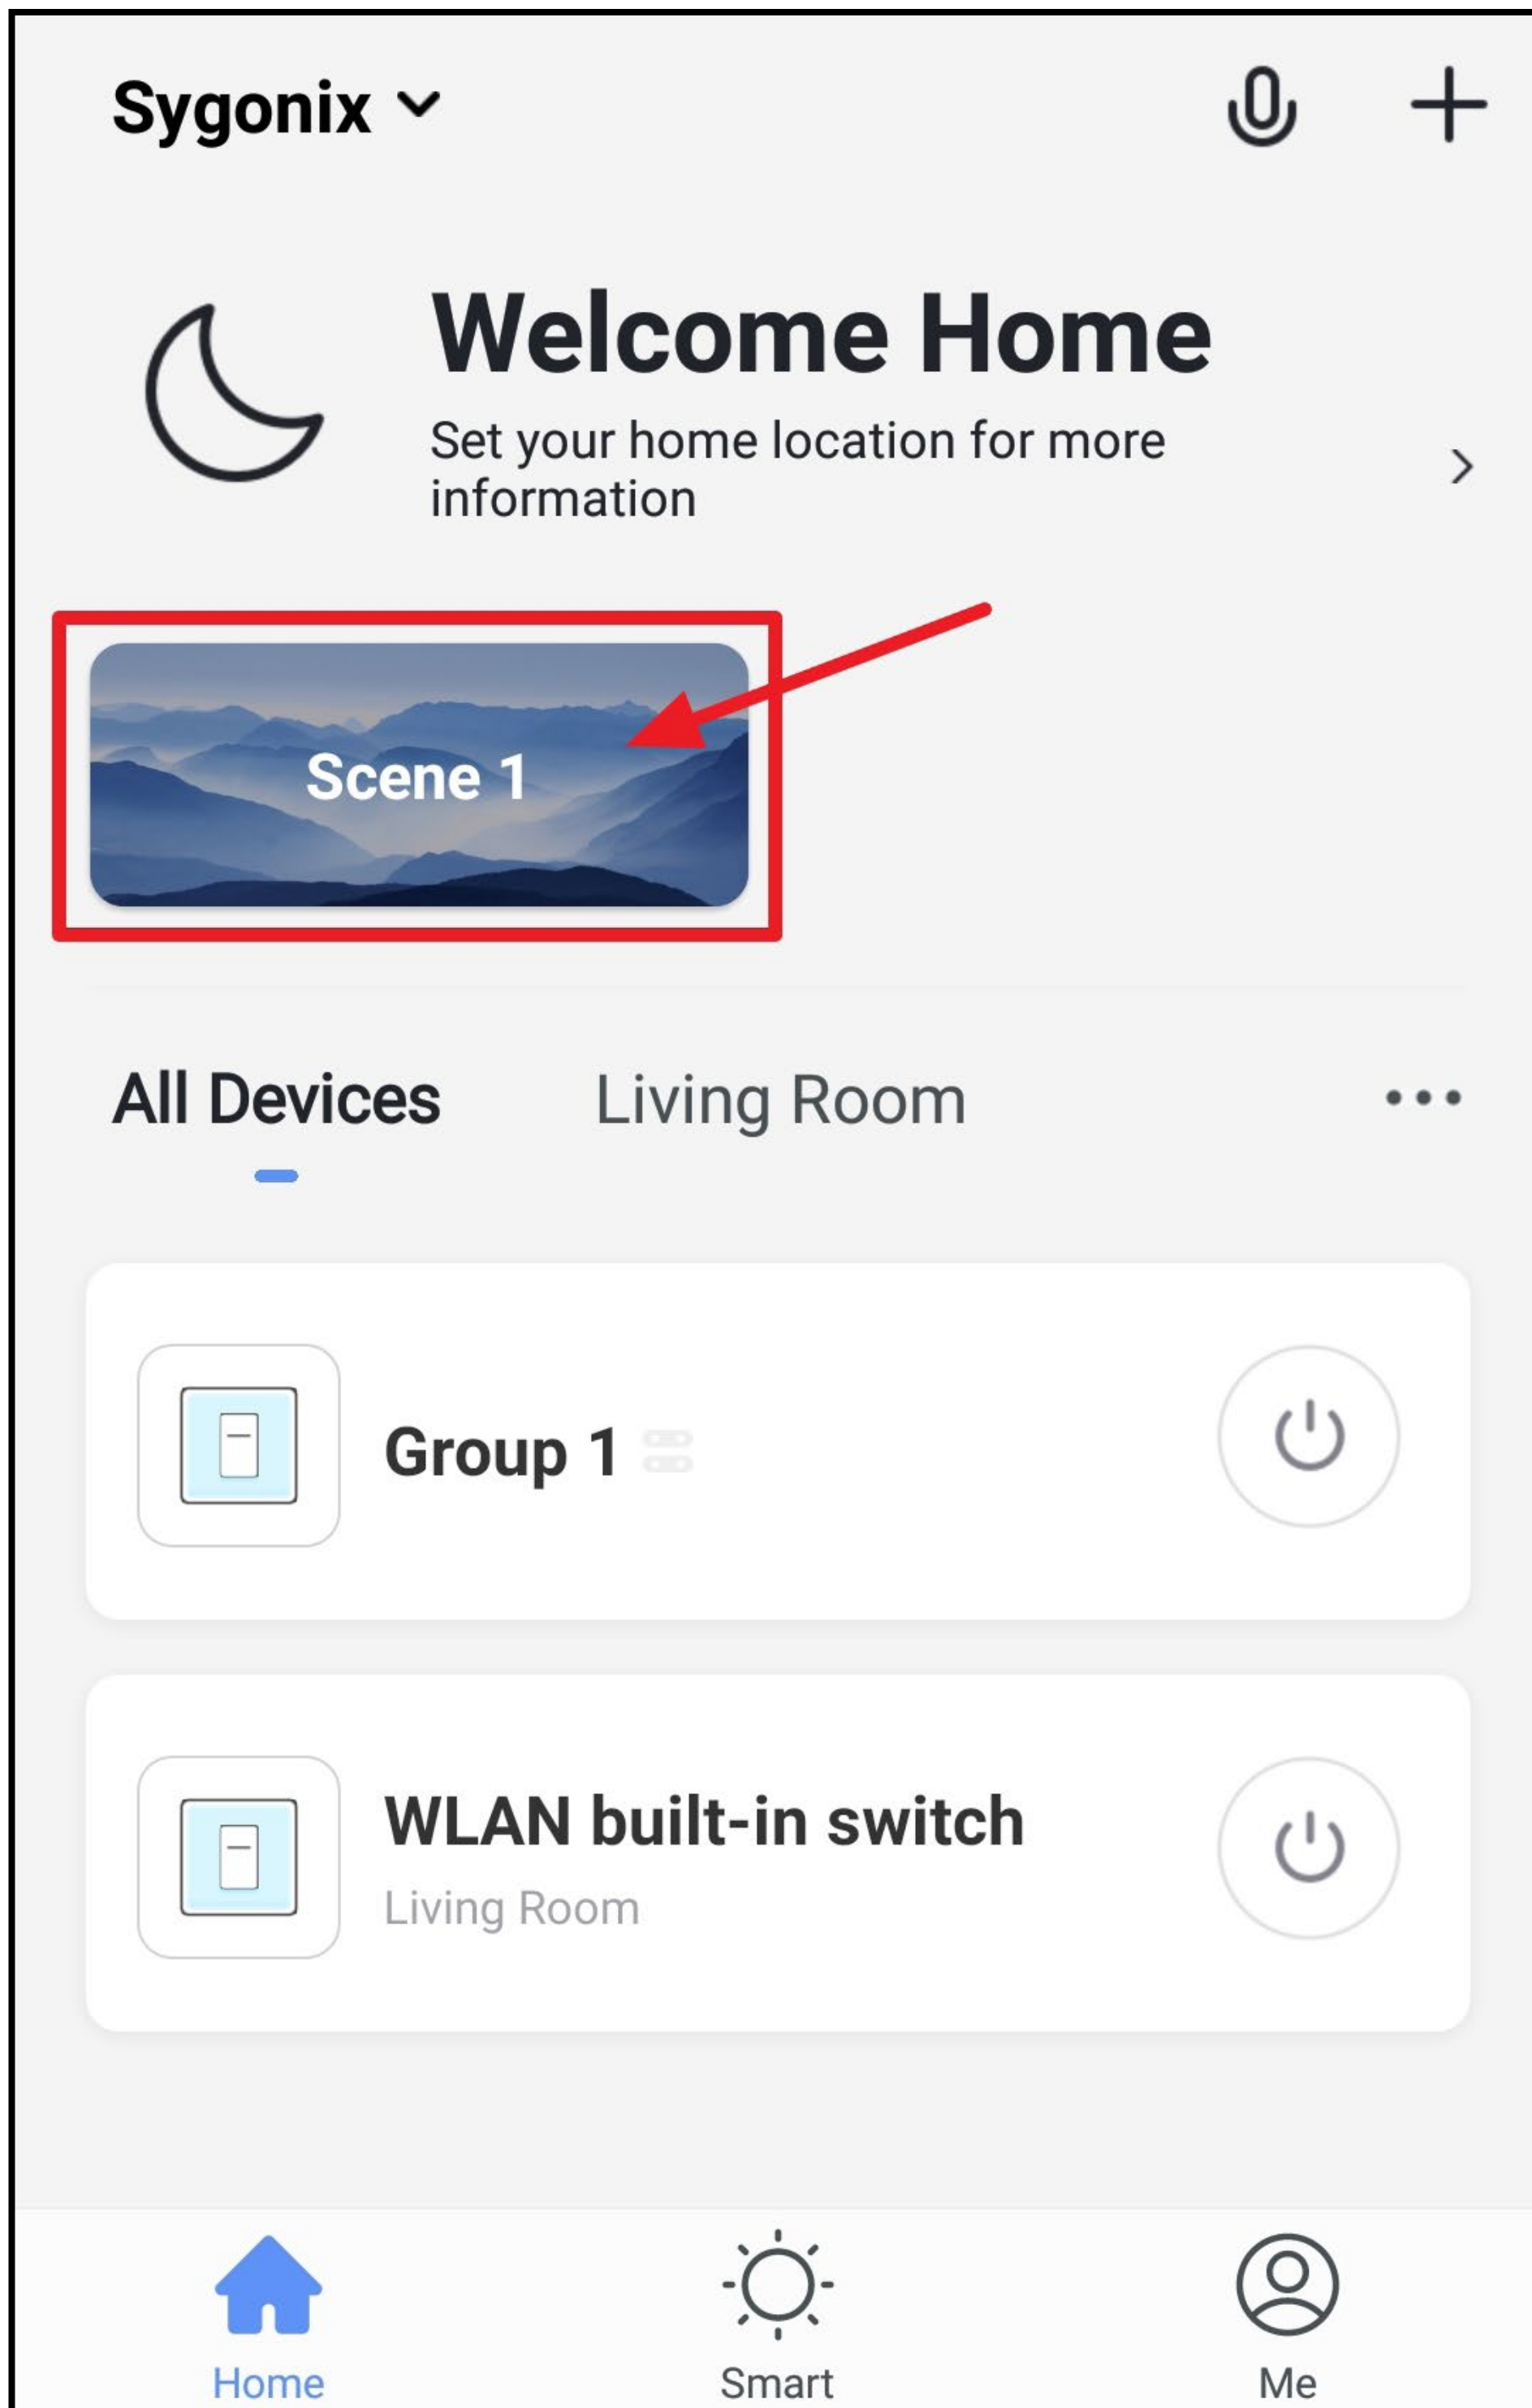 Sygonix
Welcome Home
Set your home location for more
information
Scene 1
All Devices
Living Room
Group 1
WLAN built-in switch
Living Room
Home
Smart
Me